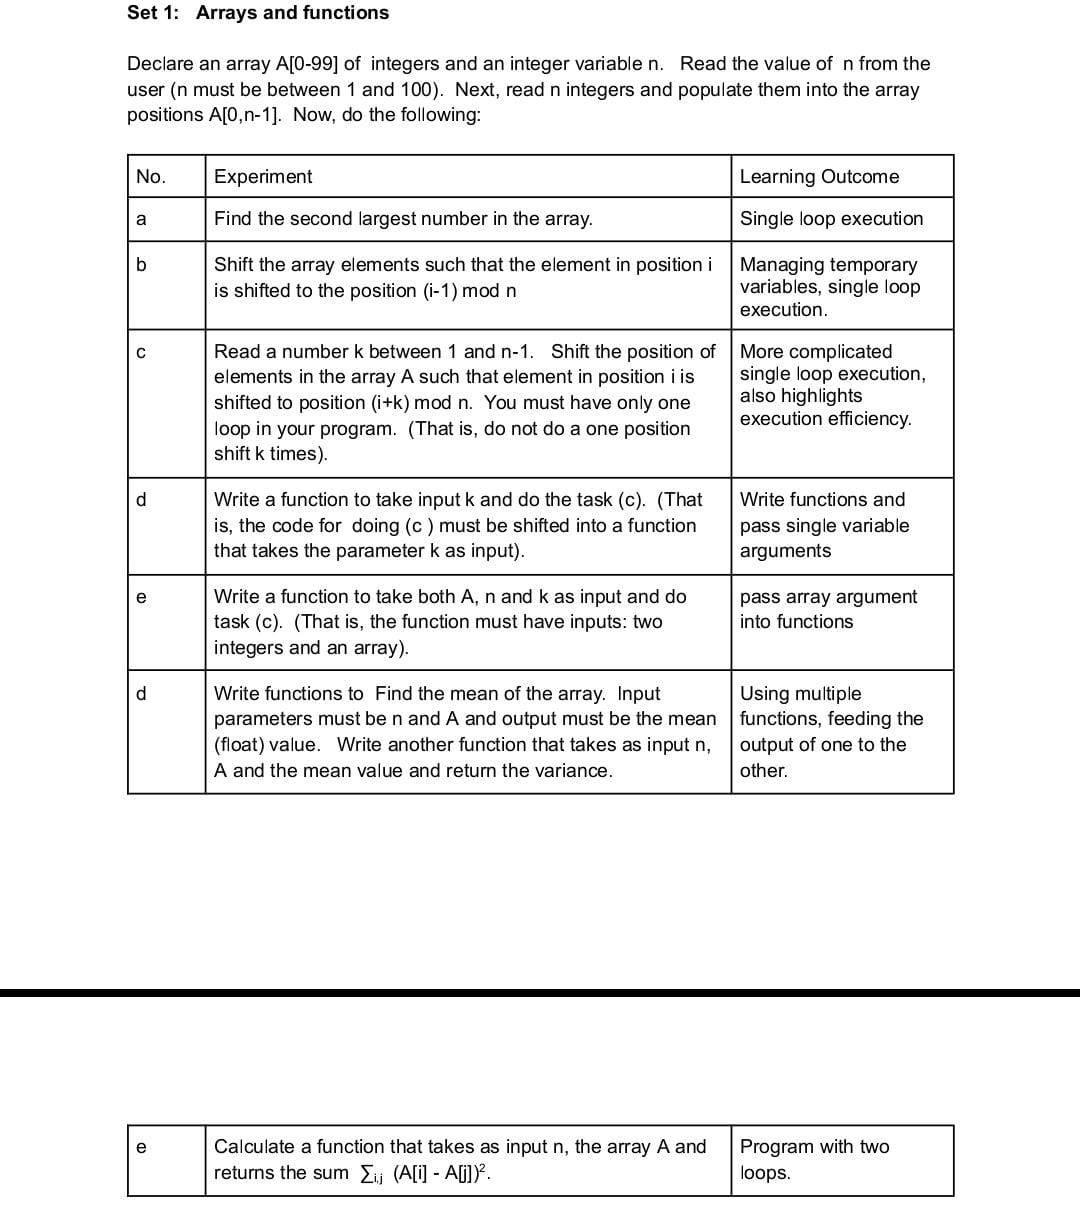 Set 1: Arrays and functions
Declare an array A[0-99] of integers and an integer variable n. Read the value of n from the
user (n must be between 1 and 100). Next, read n integers and populate them into the array
positions A[0,n-1]. Now, do the following:
No. Experiment Learning Outcome
a Find the second largest number in the array. Single loop execution
b Shift the array elements such that the element in position i
is shifted to the position (i-1) mod n
Managing temporary
variables, single loop
execution.
c Read a number k between 1 and n-1. Shift the position of
elements in the array A such that element in position i is
shifted to position (i+k) mod n. You must have only one
loop in your program. (That is, do not do a one position
shift k times).
More complicated
single loop execution,
also highlights
execution efficiency.
d Write a function to take input k and do the task (c). (That
is, the code for doing (c ) must be shifted into a function
that takes the parameter k as input).
Write functions and
pass single variable
arguments
e Write a function to take both A, n and k as input and do
task (c). (That is, the function must have inputs: two
integers and an array).
pass array argument
into functions
d Write functions to Find the mean of the array. Input
parameters must be n and A and output must be the mean
(float) value. Write another function that takes as input n,
A and the mean value and return the variance.
Using multiple
functions, feeding the
output of one to the
other.
e Calculate a function that takes as input n, the array A and
returns the sum ∑i,j (A[i] - A[j])².
Program with two
loops.